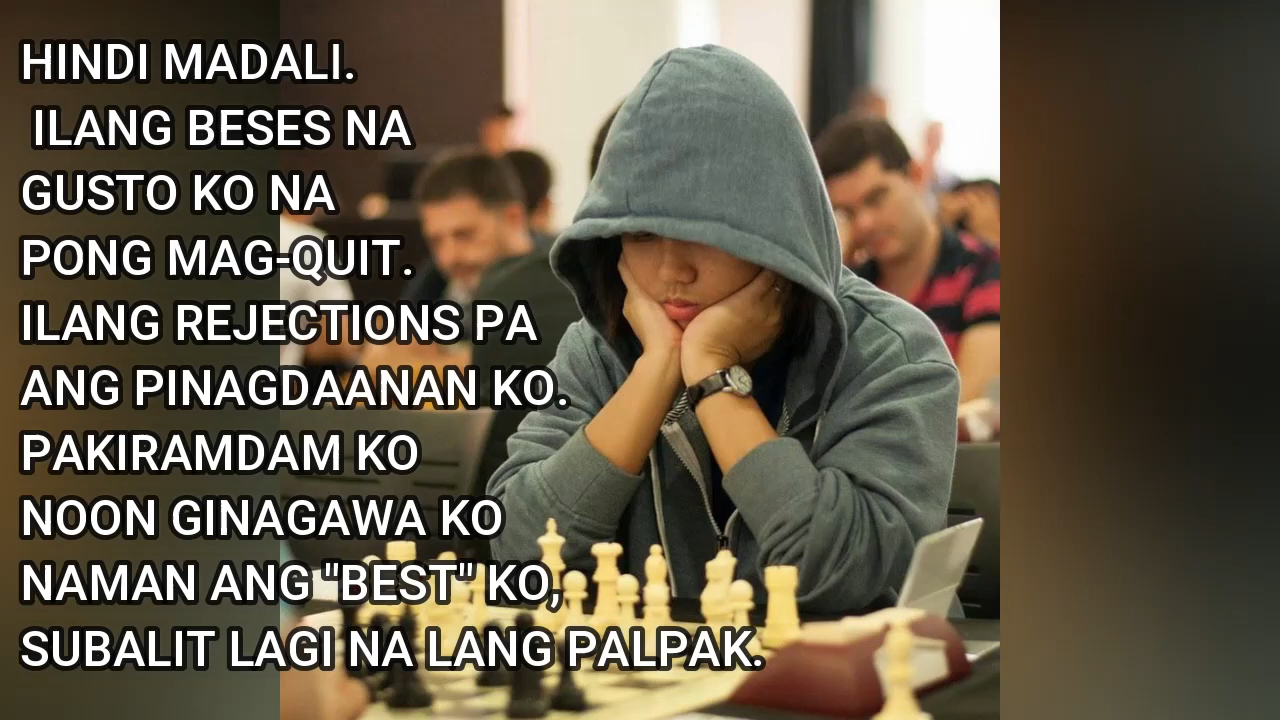 HINDI MADALI.
ILANG BESES NA
GUSTO KO NA
PONG MAG-QUIT.
ILANG REJECTIONS PA
ANG PINAGDAANAN KO.
PAKIRAMDAM KO
NOON GINAGAWA KO
NAMAN ANG "BEST" KO,
SUBALIT LAGI NA LANG PALPAK.